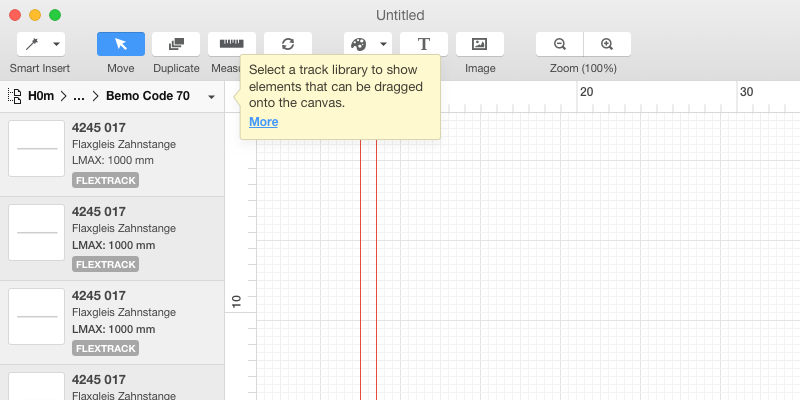 Untitled
Smart Insert
Move
Duplicate
T
Image
Zoom (100%)
H0m
...
Bemo Code 70
Select a track library to show
elements that can be dragged
onto the canvas.
More
20
30
10
4245 017
Flaxgleis Zahnstange
LMAX: 1000 mm
FLEXTRACK
4245 017
Flaxgleis Zahnstange
LMAX: 1000 mm
FLEXTRACK
4245 017
Flaxgleis Zahnstange
LMAX: 1000 mm
FLEXTRACK
4245 017
Flaxgleis Zahnstange